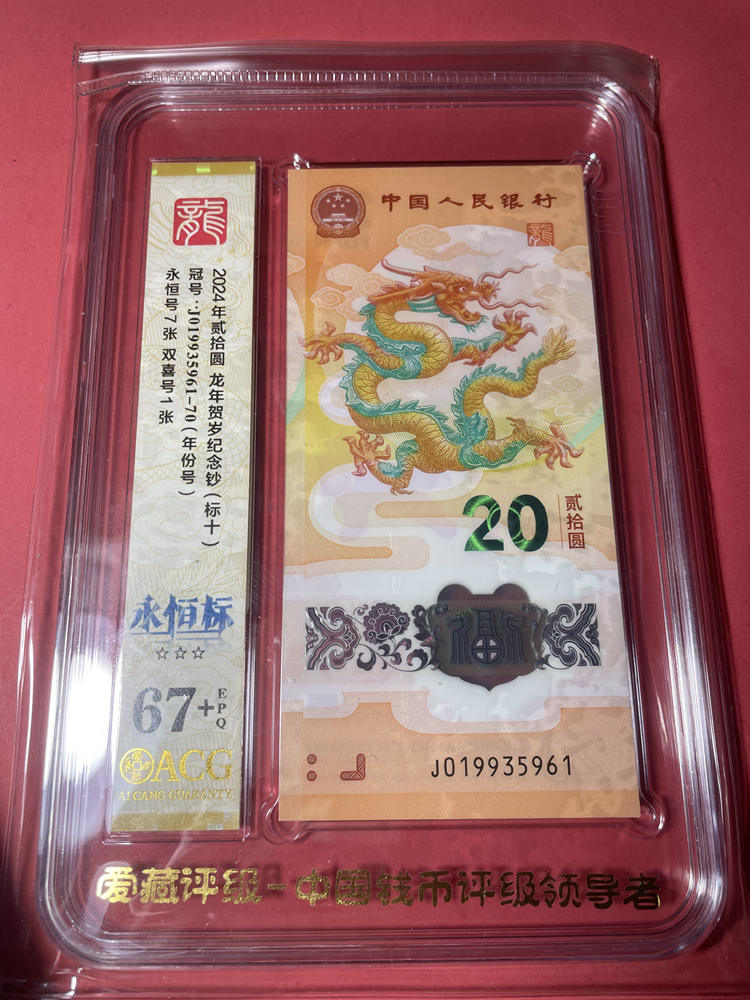 龍
2024年贰拾圆 龙年贺岁纪念钞（标十）
冠号：J019935961-70（年份号）
永恒号7张 双喜号1张
永恒标
☆☆☆
67+ EPQ
ACG
AI CANG GUARANTY
中国人民银行
龍
20
贰拾圆
福
J019935961
爱藏评级-中国钱币评级领导者